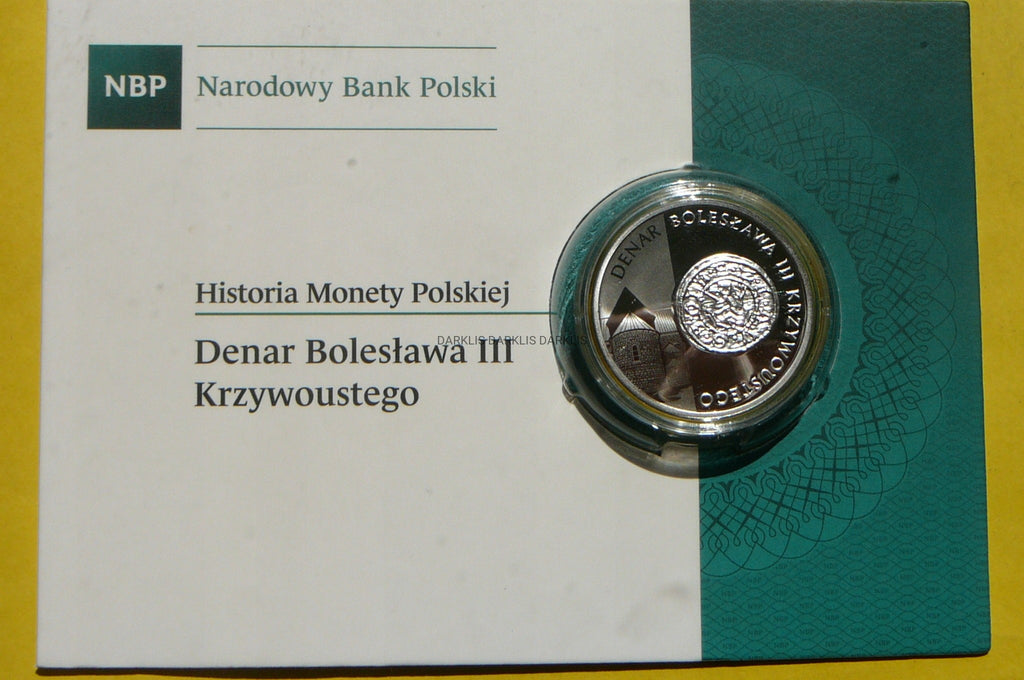 NBP
Narodowy Bank Polski
Historia Monety Polskiej
Denar Bolesława III
Krzywoustego
DARKLIS DARKLIS DARKLIS
DENAR BOLESŁAWA III KRZYWOUSTEGO